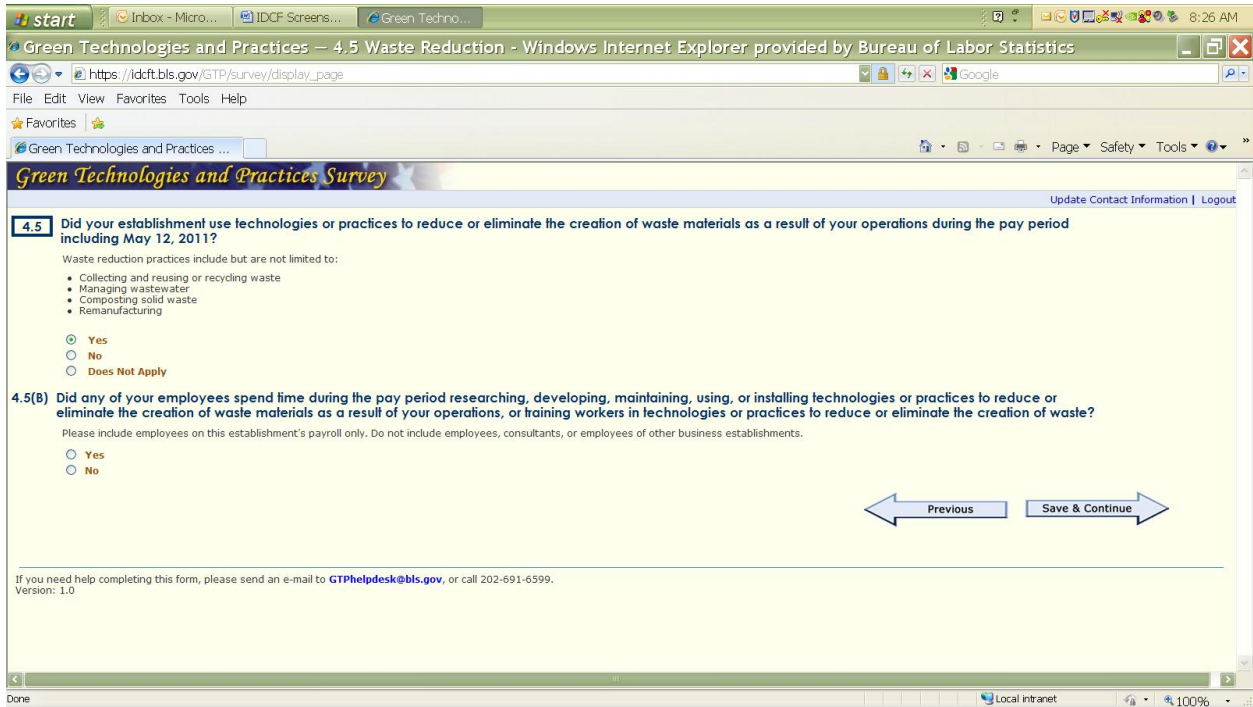 start
Inbox - Micro...
IDCF Screens...
Green Techno...
8:26 AM
Green Technologies and Practices — 4.5 Waste Reduction - Windows Internet Explorer provided by Bureau of Labor Statistics
https://idcft.bls.gov/GTP/survey/display_page
Google
File Edit View Favorites Tools Help
Favorites
Green Technologies and Practices ...
Page Safety Tools
Green Technologies and Practices Survey
Update Contact Information | Logout
4.5 Did your establishment use technologies or practices to reduce or eliminate the creation of waste materials as a result of your operations during the pay period
including May 12, 2011?
Waste reduction practices include but are not limited to:
• Collecting and reusing or recycling waste
• Managing wastewater
• Composting solid waste
• Remanufacturing
Yes
No
Does Not Apply
4.5(B) Did any of your employees spend time during the pay period researching, developing, maintaining, using, or installing technologies or practices to reduce or
eliminate the creation of waste materials as a result of your operations, or training workers in technologies or practices to reduce or eliminate the creation of waste?
Please include employees on this establishment's payroll only. Do not include employees, consultants, or employees of other business establishments.
Yes
No
Previous
Save & Continue
If you need help completing this form, please send an e-mail to GTPhelpdesk@bls.gov, or call 202-691-6599.
Version: 1.0
Done
Local intranet
100%